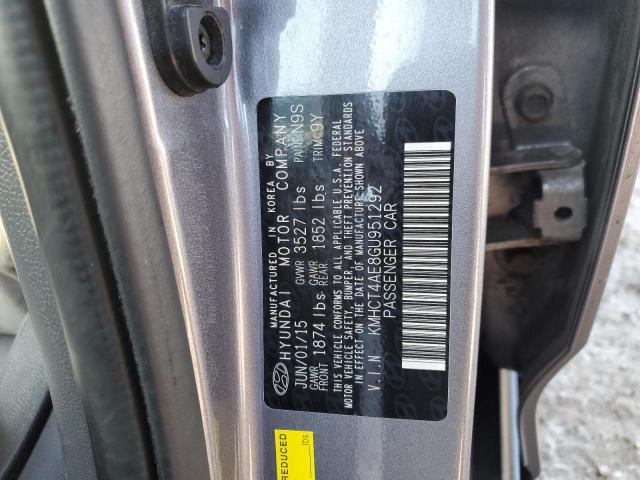 MANUFACTURED IN KOREA BY
HYUNDAI MOTOR COMPANY
JUN/01/15 GVWR 3527 lbs PAINT N9S
GAWR FRONT 1874 lbs GAWR REAR 1852 lbs TRIM 9Y
THIS VEHICLE CONFORMS TO ALL APPLICABLE U.S.A. FEDERAL
MOTOR VEHICLE SAFETY, BUMPER, AND THEFT PREVENTION STANDARDS
IN EFFECT ON THE DATE OF MANUFACTURE SHOWN ABOVE.
V.I.N KMHCT4AE8GU951292
PASSENGER CAR
REDUCED
lbs